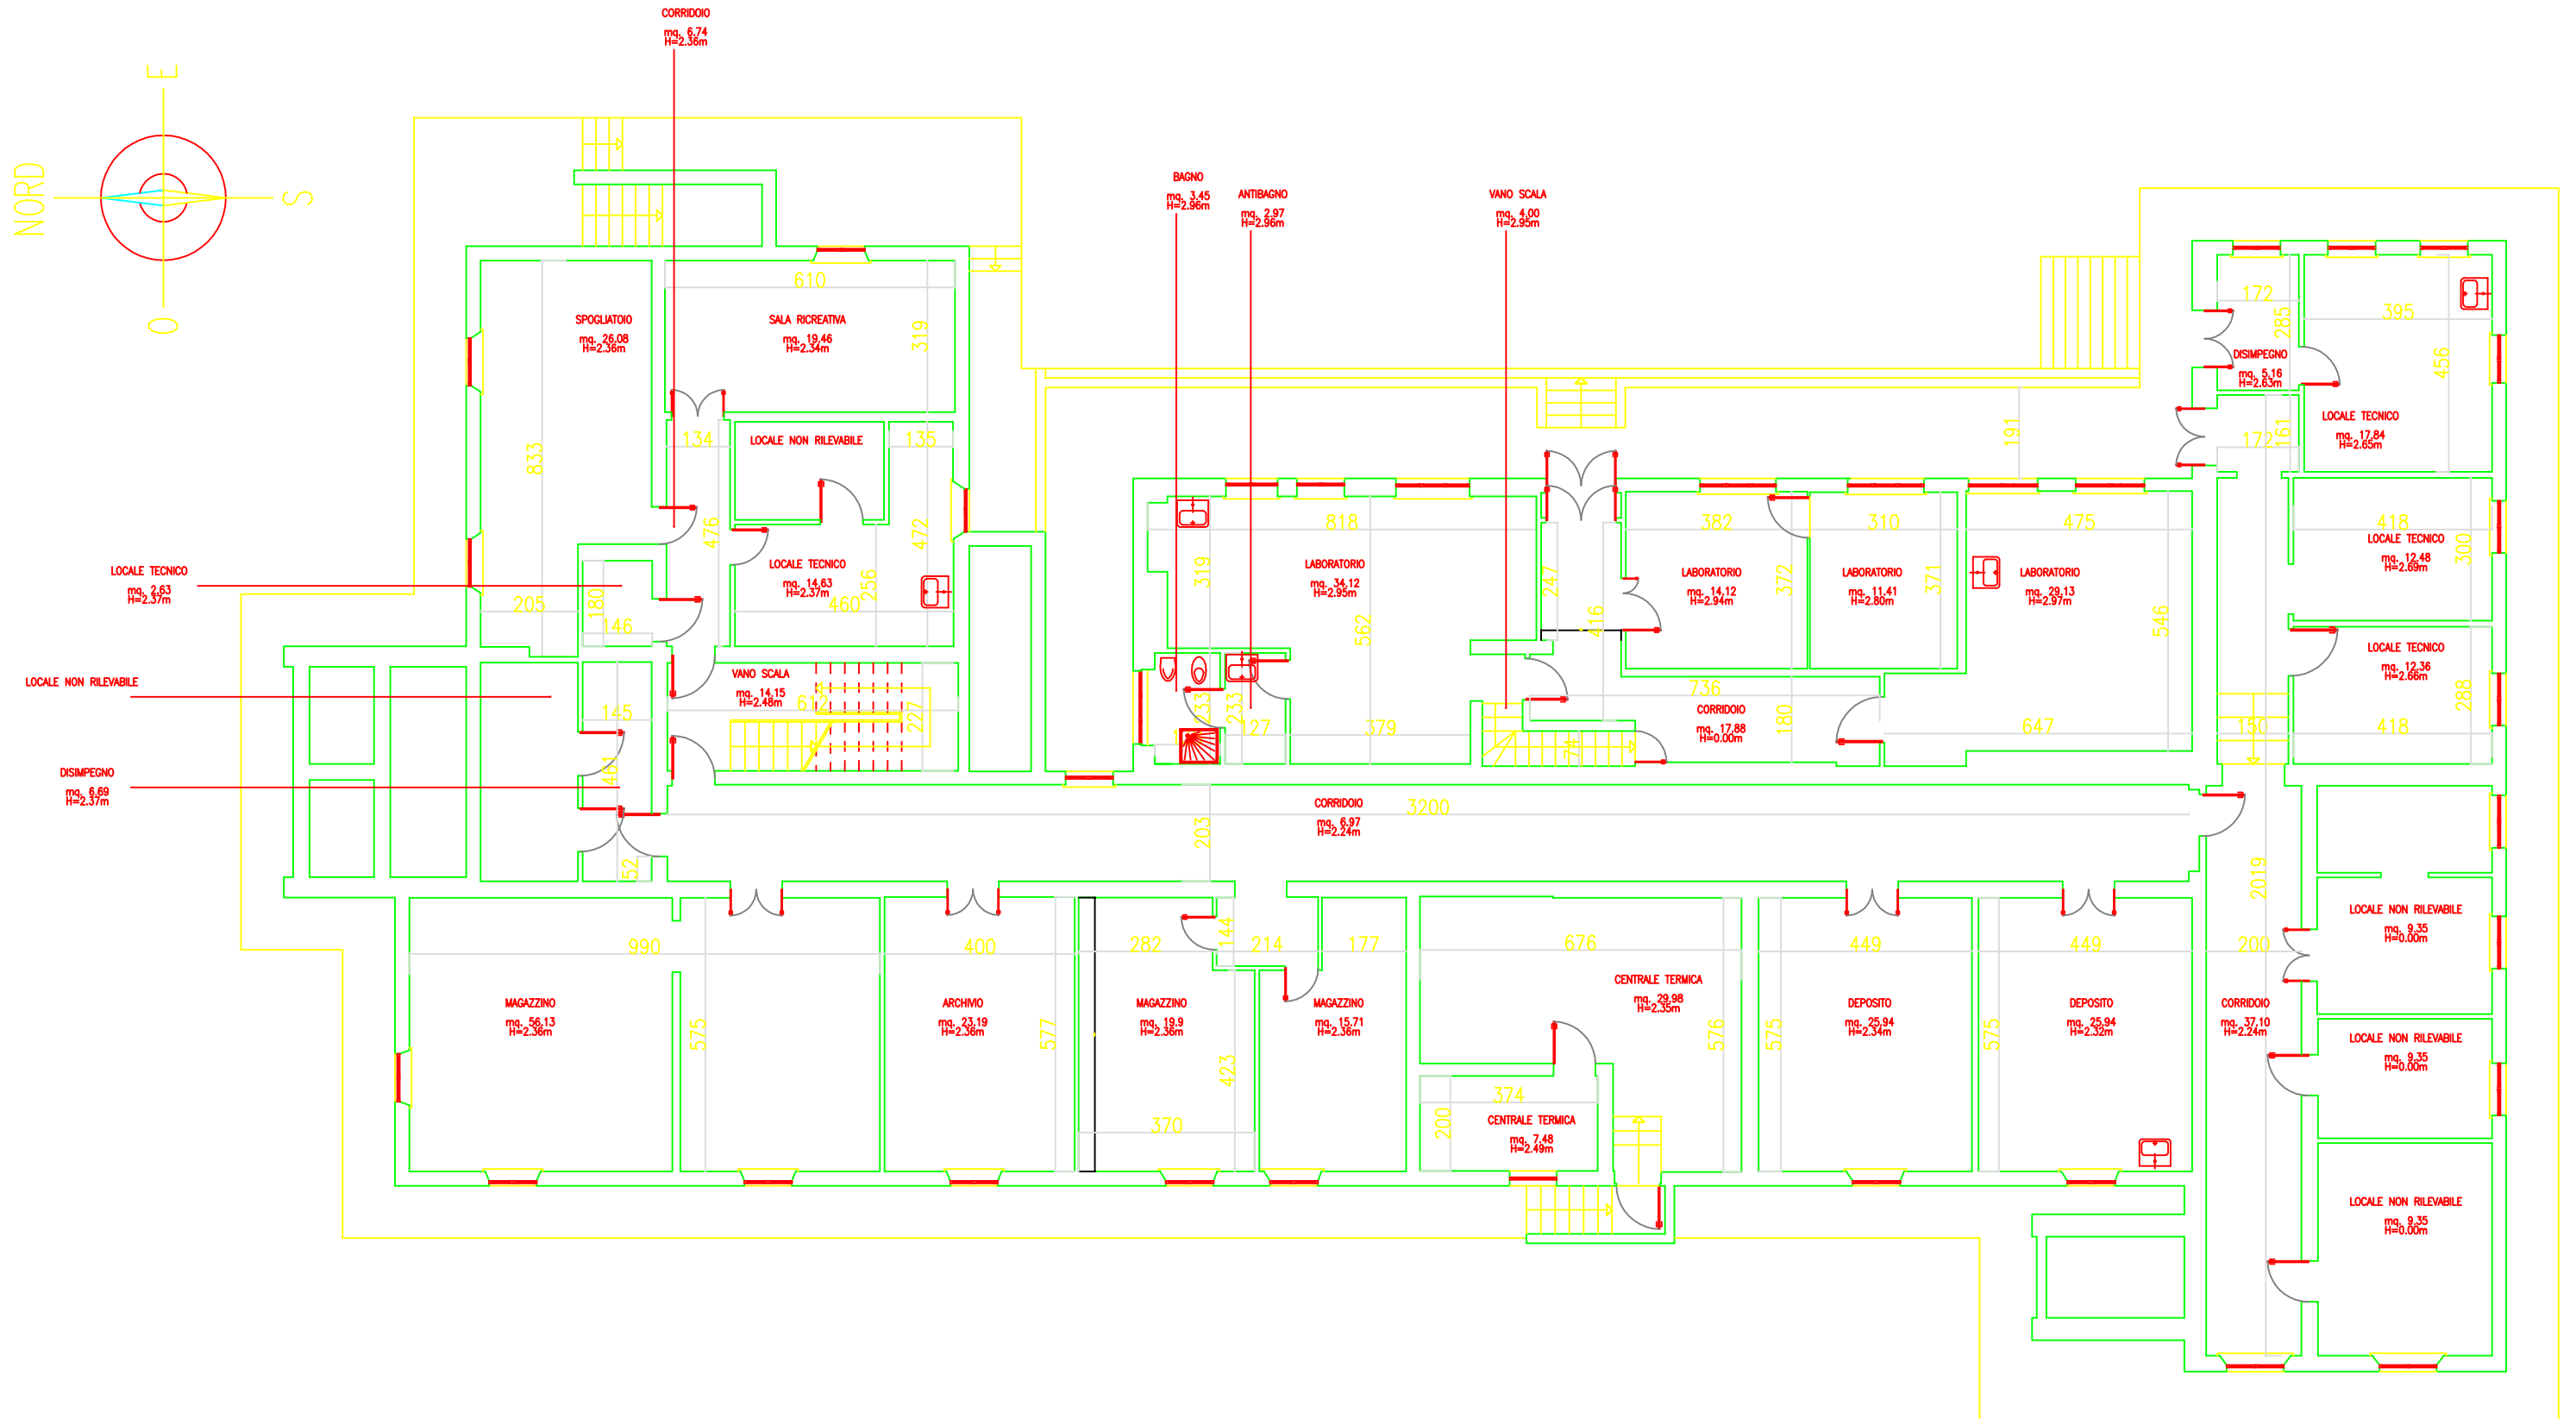 CORRIDOIO
mq. 6.74
H=2.36m
E
NORD
S
O
BAGNO
mq. 3.45
H=2.96m
ANTIBAGNO
mq. 2.97
H=2.96m
VANO SCALA
mq. 4.00
H=2.95m
610
319
SPOGLIATOIO
mq. 26.08
H=2.36m
SALA RICREATIVA
mq. 19.46
H=2.34m
833
134
LOCALE NON RILEVABILE
135
476
472
LOCALE TECNICO
mq. 14.63
H=2.37m
256
460
LOCALE TECNICO
mq. 2.63
H=2.37m
205
180
146
LOCALE NON RILEVABILE
VANO SCALA
mq. 14.15
H=2.48m
612
227
145
461
DISIMPEGNO
mq. 6.69
H=2.37m
52
818
319
LABORATORIO
mq. 34.12
H=2.95m
562
247
416
233
233
127
379
382
LABORATORIO
mq. 14.12
H=2.94m
372
310
LABORATORIO
mq. 11.41
H=2.80m
371
475
LABORATORIO
mq. 29.13
H=2.97m
546
191
736
CORRIDOIO
mq. 17.88
H=0.00m
180
74
647
172
285
395
456
DISIMPEGNO
mq. 5.16
H=2.63m
172
161
LOCALE TECNICO
mq. 17.84
H=2.65m
418
LOCALE TECNICO
mq. 12.48
H=2.69m
300
LOCALE TECNICO
mq. 12.36
H=2.66m
288
150
418
CORRIDOIO
mq. 6.97
H=2.24m
3200
203
2019
990
MAGAZZINO
mq. 56.13
H=2.36m
575
400
ARCHIVIO
mq. 23.19
H=2.36m
577
282
144
214
177
MAGAZZINO
mq. 19.9
H=2.36m
423
370
MAGAZZINO
mq. 15.71
H=2.36m
676
CENTRALE TERMICA
mq. 29.98
H=2.35m
576
374
200
CENTRALE TERMICA
mq. 7.48
H=2.49m
449
575
DEPOSITO
mq. 25.94
H=2.34m
449
575
DEPOSITO
mq. 25.94
H=2.32m
200
CORRIDOIO
mq. 37.10
H=2.24m
LOCALE NON RILEVABILE
mq. 9.35
H=0.00m
LOCALE NON RILEVABILE
mq. 9.35
H=0.00m
LOCALE NON RILEVABILE
mq. 9.35
H=0.00m